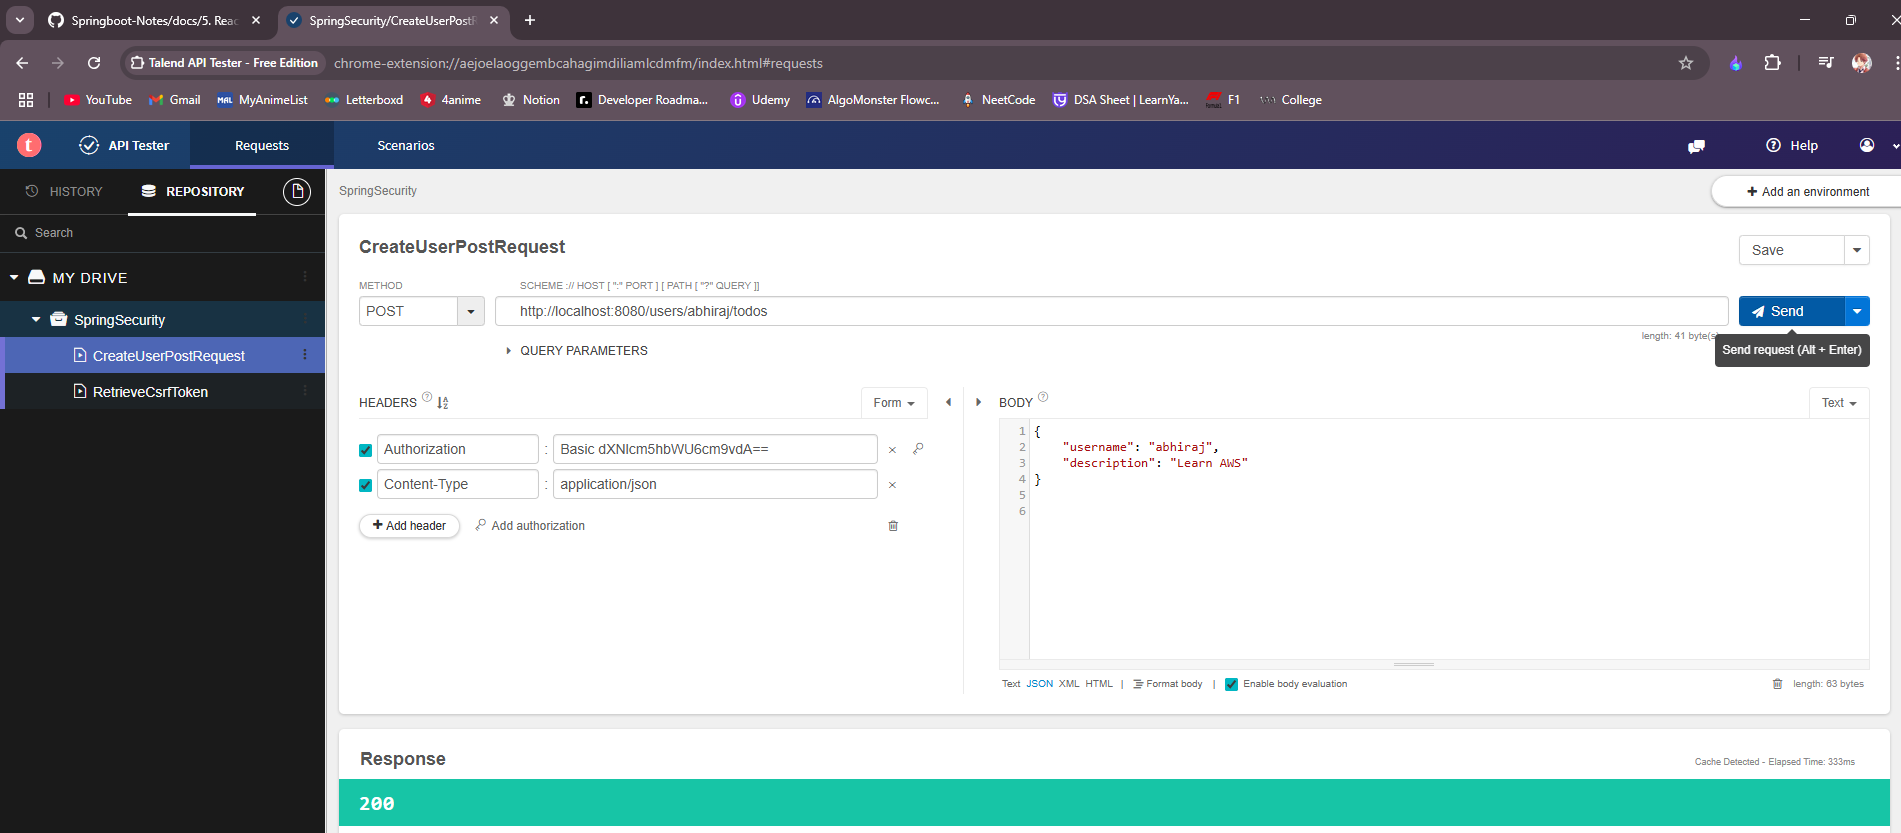 Springboot-Notes/docs/5. Reac
SpringSecurity/CreateUserPostR
Talend API Tester - Free Edition
chrome-extension://aejoelaoggembcahagimdiliamlcdmfm/index.html#requests
YouTube
Gmail
MAL MyAnimeList
Letterboxd
4anime
Notion
r. Developer Roadma...
Udemy
AlgoMonster Flowc...
NeetCode
DSA Sheet | LearnYa...
F1
College
t
API Tester
Requests
Scenarios
Help
HISTORY
REPOSITORY
SpringSecurity
Add an environment
Search
MY DRIVE
SpringSecurity
CreateUserPostRequest
RetrieveCsrfToken
CreateUserPostRequest
Save
METHOD
SCHEME :// HOST [ ":" PORT ] [ PATH [ "?" QUERY ]]
POST
http://localhost:8080/users/abhiraj/todos
Send
length: 41 byte(s)
Send request (Alt + Enter)
QUERY PARAMETERS
HEADERS
Form
BODY
Text
Authorization : Basic dXNlcm5hbWU6cm9vdA==
Content-Type : application/json
Add header
Add authorization
1 {
2 "username": "abhiraj",
3 "description": "Learn AWS"
4 }
5
6
Text JSON XML HTML | Format body | Enable body evaluation
length: 63 bytes
Response
Cache Detected - Elapsed Time: 333ms
200